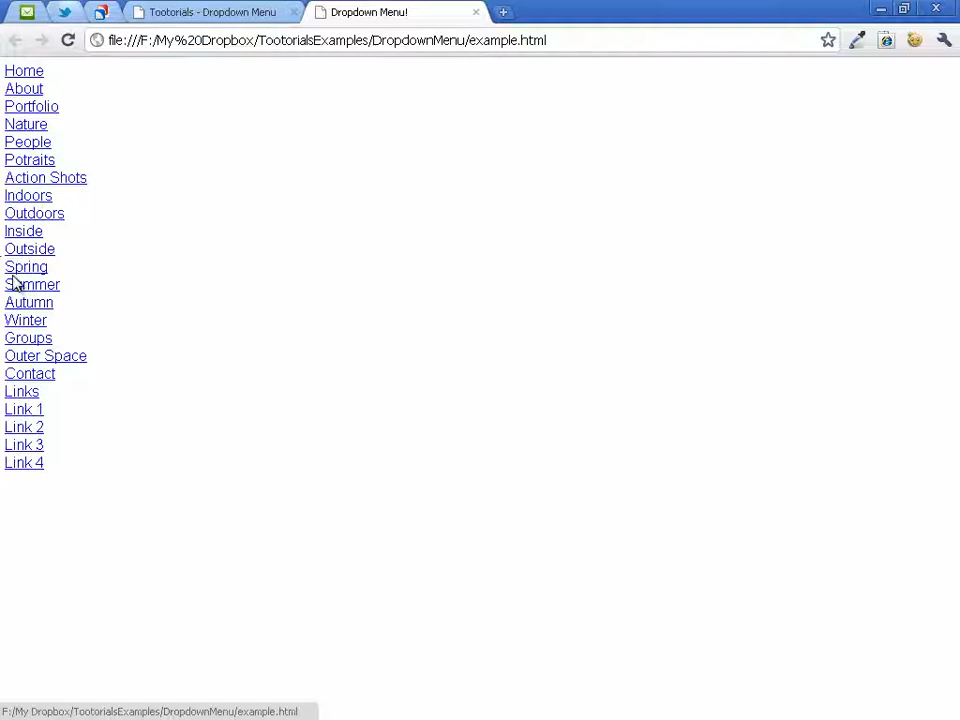 Tootorials - Dropdown Menu
Dropdown Menu!
file:///F:/My%20Dropbox/TootorialsExamples/DropdownMenu/example.html
Home
About
Portfolio
Nature
People
Potraits
Action Shots
Indoors
Outdoors
Inside
Outside
Spring
Summer
Autumn
Winter
Groups
Outer Space
Contact
Links
Link 1
Link 2
Link 3
Link 4
F:/My Dropbox/TootorialsExamples/DropdownMenu/example.html